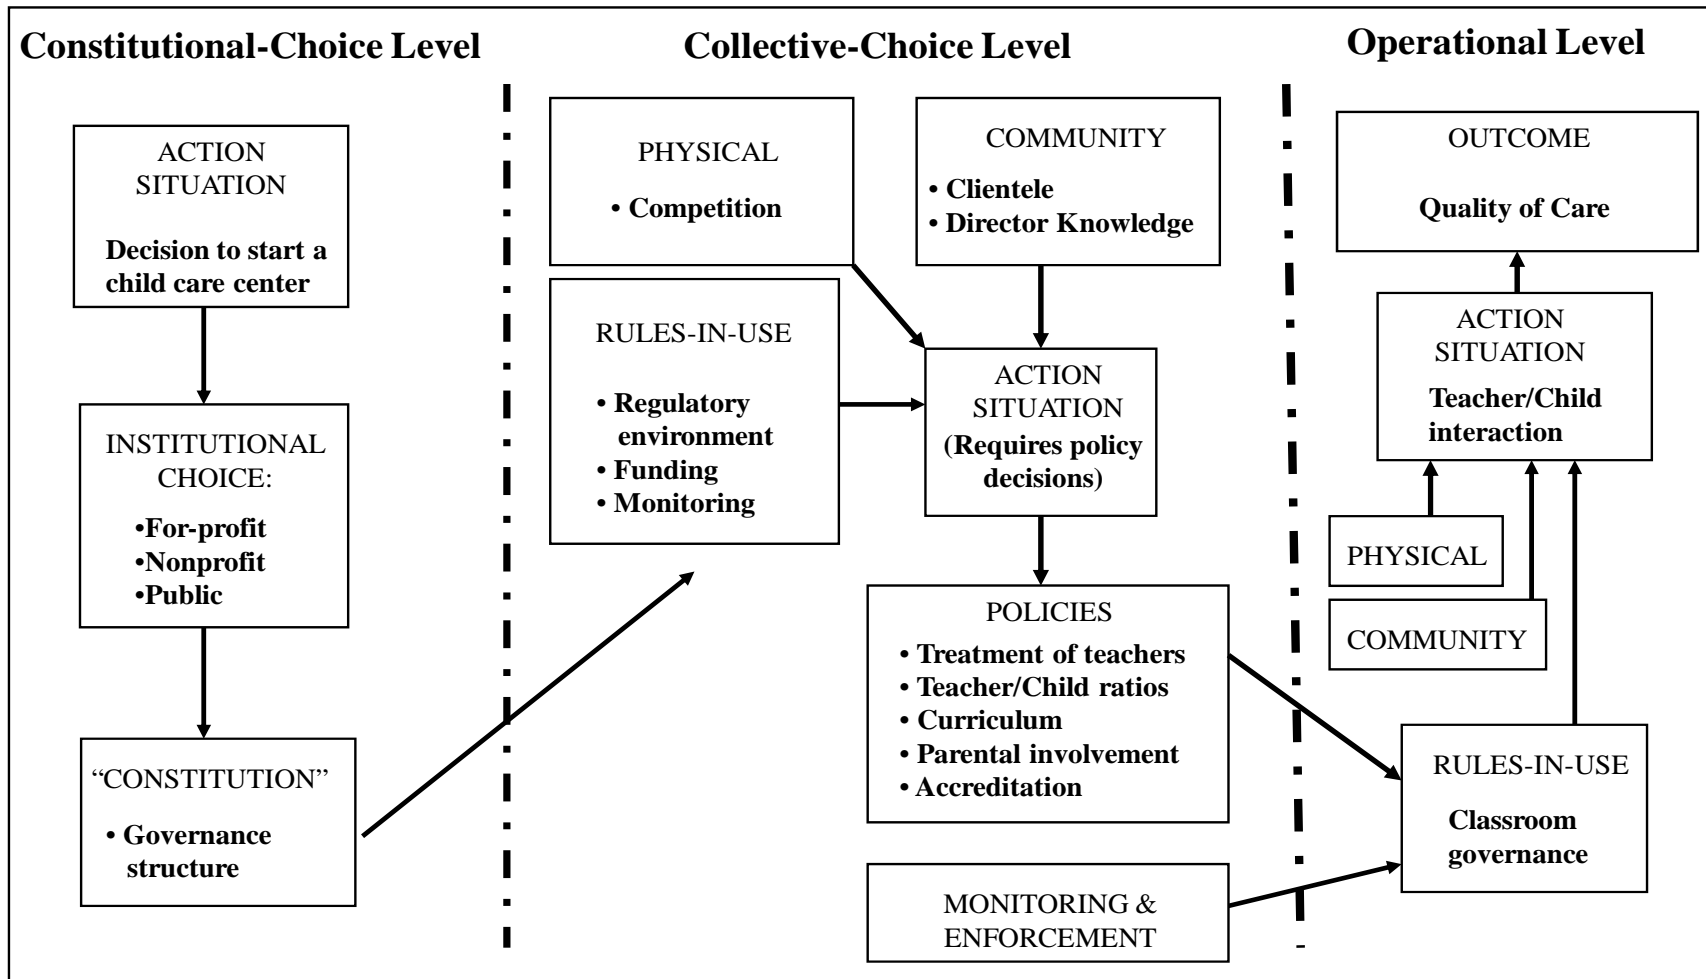 Constitutional-Choice Level
ACTION
SITUATION
Decision to start a
child care center
INSTITUTIONAL
CHOICE:
•For-profit
•Nonprofit
•Public
“CONSTITUTION”
• Governance
structure
Collective-Choice Level
PHYSICAL
• Competition
COMMUNITY
• Clientele
• Director Knowledge
RULES-IN-USE
• Regulatory
environment
• Funding
• Monitoring
ACTION
SITUATION
(Requires policy
decisions)
POLICIES
• Treatment of teachers
• Teacher/Child ratios
• Curriculum
• Parental involvement
• Accreditation
MONITORING &
ENFORCEMENT
Operational Level
OUTCOME
Quality of Care
ACTION
SITUATION
Teacher/Child
interaction
PHYSICAL
COMMUNITY
RULES-IN-USE
Classroom
governance